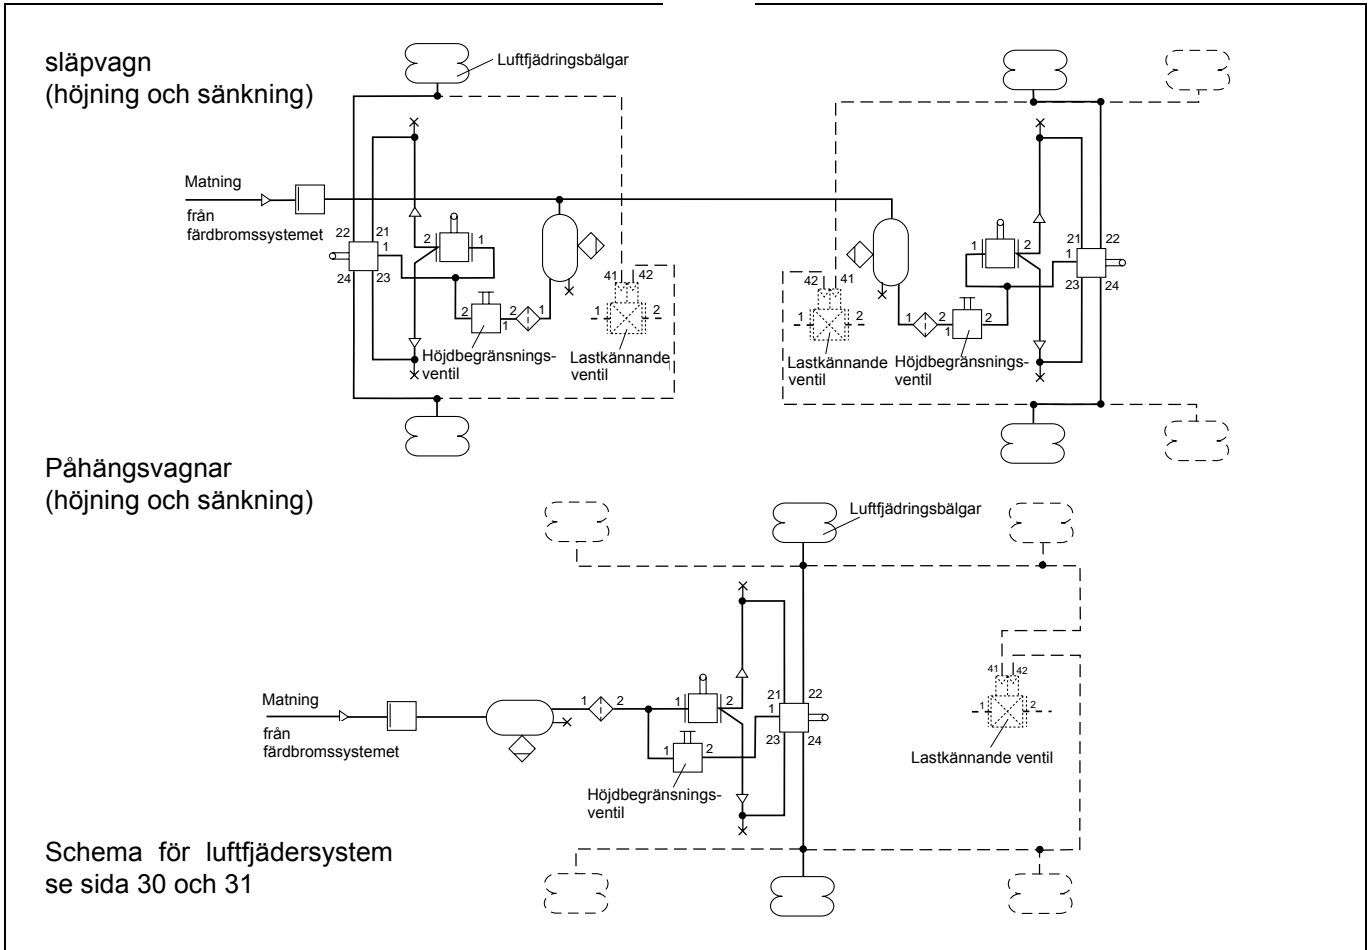 släpvagn
(höjning och sänkning)
Luftfjädringsbälgar
Matning
från
färdbromssystemet
22 21
1
24 23
2 1
2 1
2 1
41 42
1 2
Höjdbegränsnings-
ventil
Lastkännande
ventil
42 41
1 2
Lastkännande
ventil
1 2
1 2
1 2
Höjdbegränsnings-
ventil
21 22
1
23 24
Påhängsvagnar
(höjning och sänkning)
Luftfjädringsbälgar
Matning
från
färdbromssystemet
1 2
1 2
1 2
Höjdbegränsnings-
ventil
21 22
1
23 24
41 42
1 2
Lastkännande ventil
Schema för luftfjädersystem
se sida 30 och 31